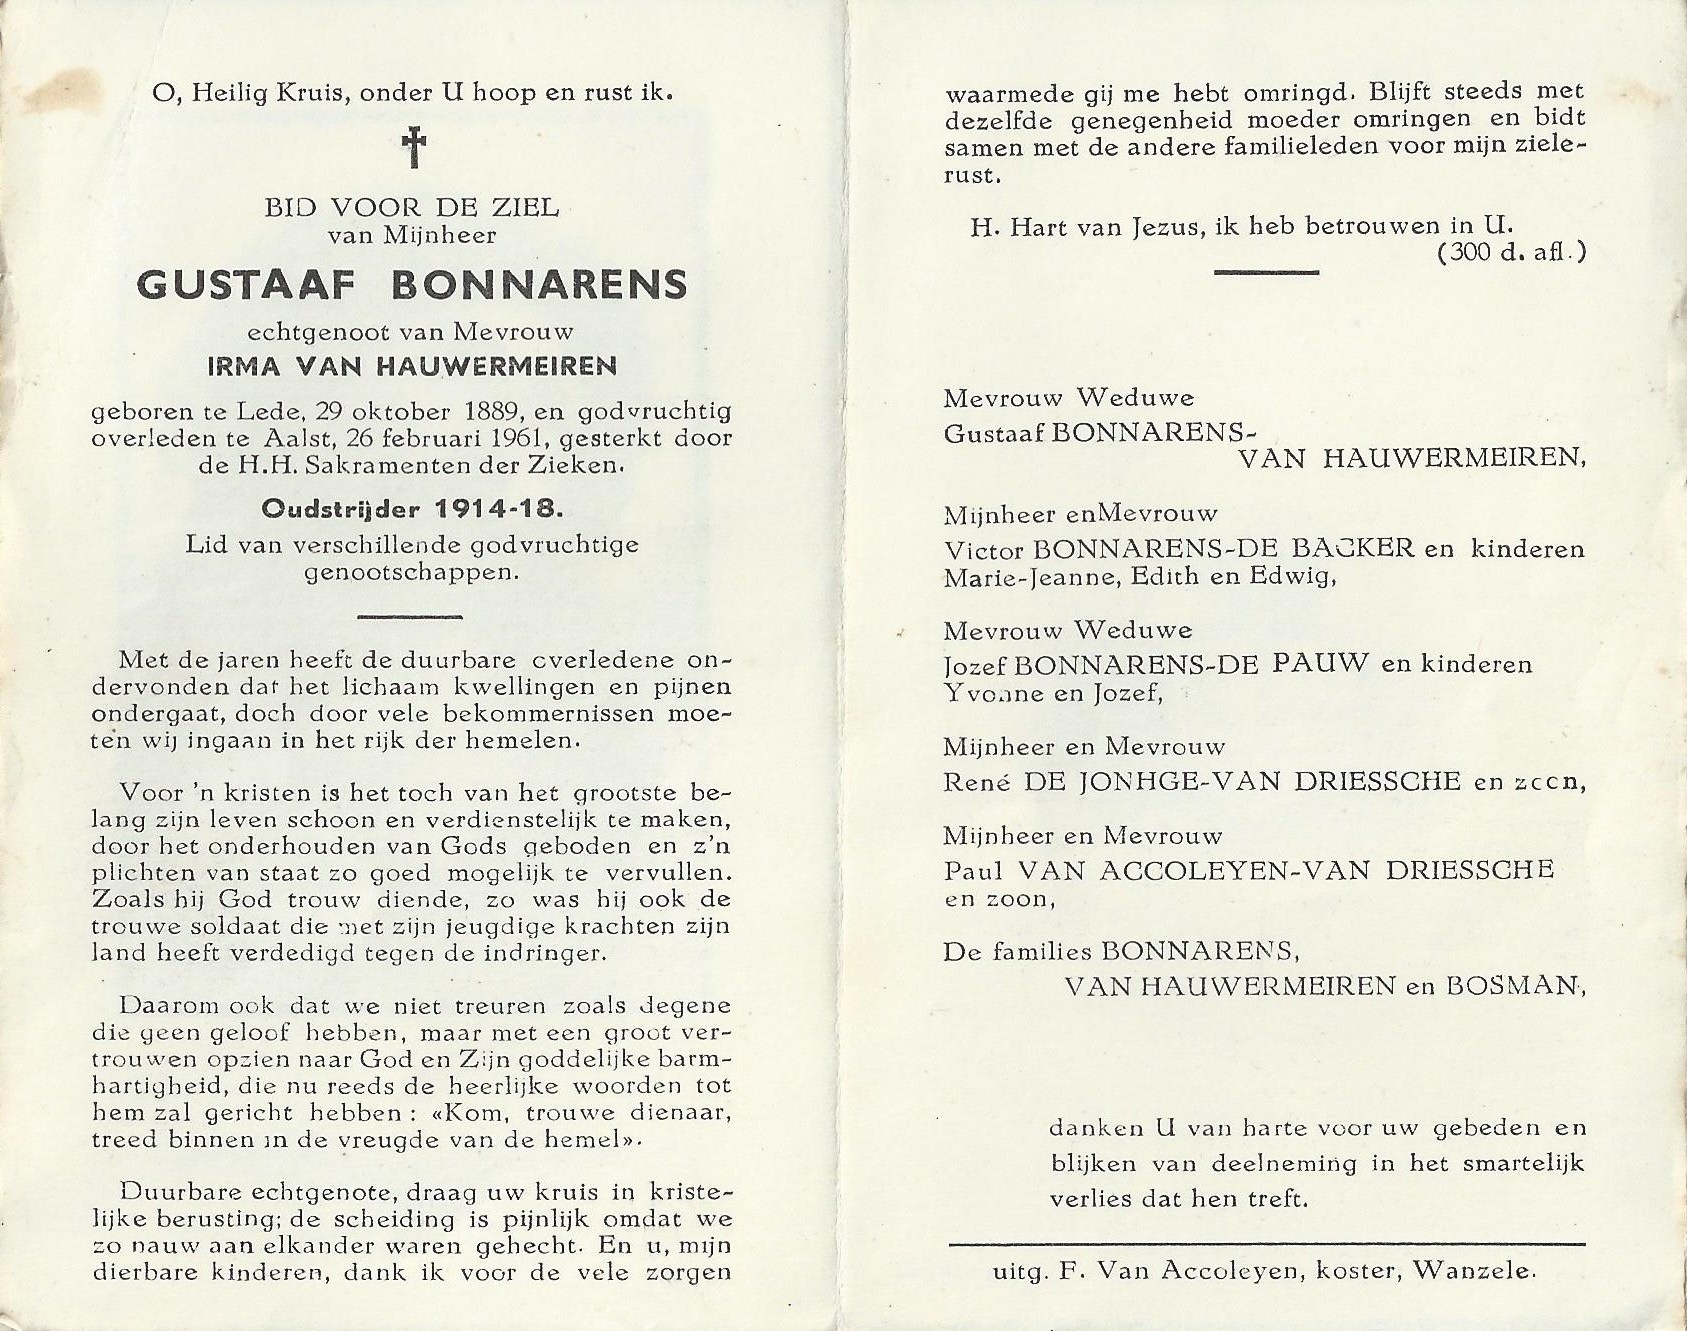 O, Heilig Kruis, onder U hoop en rust ik.
BID VOOR DE ZIEL
van Mijnheer
GUSTAAF BONNARENS
echtgenoot van Mevrouw
IRMA VAN HAUWERMEIREN
geboren te Lede, 29 oktober 1889, en godvruchtig
overleden te Aalst, 26 februari 1961, gesterkt door
de H.H. Sakramenten der Zieken.
Oudstrijder 1914-18.
Lid van verschillende godvruchtige
genootschappen.
Met de jaren heeft de duurbare cverledene on-
dervonden dat het lichaam kwellingen en pijnen
ondergaat, doch door vele bekommernissen moe-
ten wij ingaan in het rijk der hemelen.
Voor 'n kristen is het toch van het grootste be-
lang zijn leven schoon en verdienstelijk te maken,
door het onderhouden van Gods geboden en z'n
plichten van staat zo goed mogelijk te vervullen.
Zoals hij God trouw diende, zo was hij ook de
trouwe soldaat die met zijn jeugdige krachten zijn
land heeft verdedigd tegen de indringer.
Daarom ook dat we niet treuren zoals degene
die geen geloof hebben, maar met een groot ver-
trouwen opzien naar God en Zijn goddelijke barm-
hartigheid, die nu reeds de heerlijke woorden tot
hem zal gericht hebben : «Kom, trouwe dienaar,
treed binnen in de vreugde van de hemel».
Duurbare echtgenote, draag uw kruis in kriste-
lijke berusting; de scheiding is pijnlijk omdat we
zo nauw aan elkander waren gehecht. En u, mijn
dierbare kinderen, dank ik voor de vele zorgen
waarmede gij me hebt omringd. Blijft steeds met
dezelfde genegenheid moeder omringen en bidt
samen met de andere familieleden voor mijn ziele-
rust.
H. Hart van Jezus, ik heb betrouwen in U.
(300 d. afl.)
Mevrouw Weduwe
Gustaaf BONNARENS-
VAN HAUWERMEIREN,
Mijnheer enMevrouw
Victor BONNARENS-DE BACKER en kinderen
Marie-Jeanne, Edith en Edwig,
Mevrouw Weduwe
Jozef BONNARENS-DE PAUW en kinderen
Yvonne en Jozef,
Mijnheer en Mevrouw
René DE JONHGE-VAN DRIESSCHE en zccn,
Mijnheer en Mevrouw
Paul VAN ACCOLEYEN-VAN DRIESSCHE
en zoon,
De families BONNARENS,
VAN HAUWERMEIREN en BOSMAN,
danken U van harte voor uw gebeden en
blijken van deelneming in het smartelijk
verlies dat hen treft.
uitg. F. Van Accoleyen, koster, Wanzele.